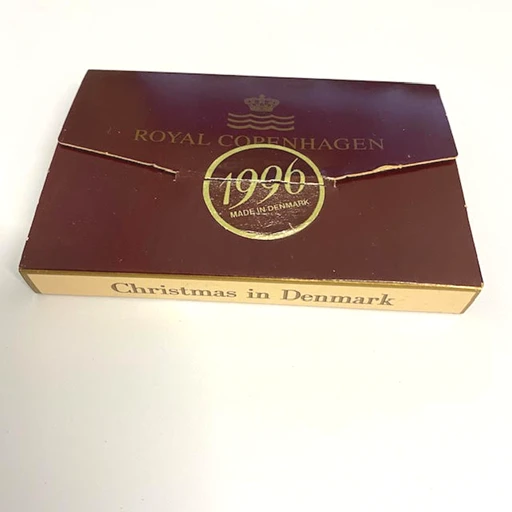 ROYAL COPENHAGEN
1996
MADE IN DENMARK
Christmas in Denmark